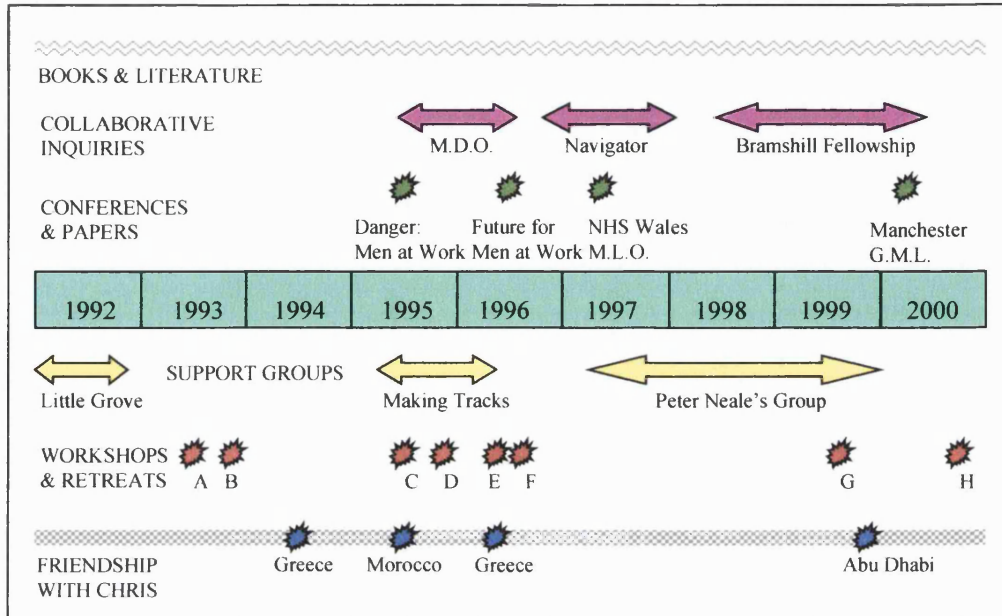 BOOKS & LITERATURE
COLLABORATIVE
INQUIRIES
M.D.O.
Navigator
Bramshill Fellowship
CONFERENCES
& PAPERS
Danger:
Men at Work
Future for
Men at Work
NHS Wales
M.L.O.
Manchester
G.M.L.
1992 1993 1994 1995 1996 1997 1998 1999 2000
SUPPORT GROUPS
Little Grove
Making Tracks
Peter Neale's Group
WORKSHOPS
& RETREATS
A B C D E F G H
Greece Morocco Greece Abu Dhabi
FRIENDSHIP
WITH CHRIS